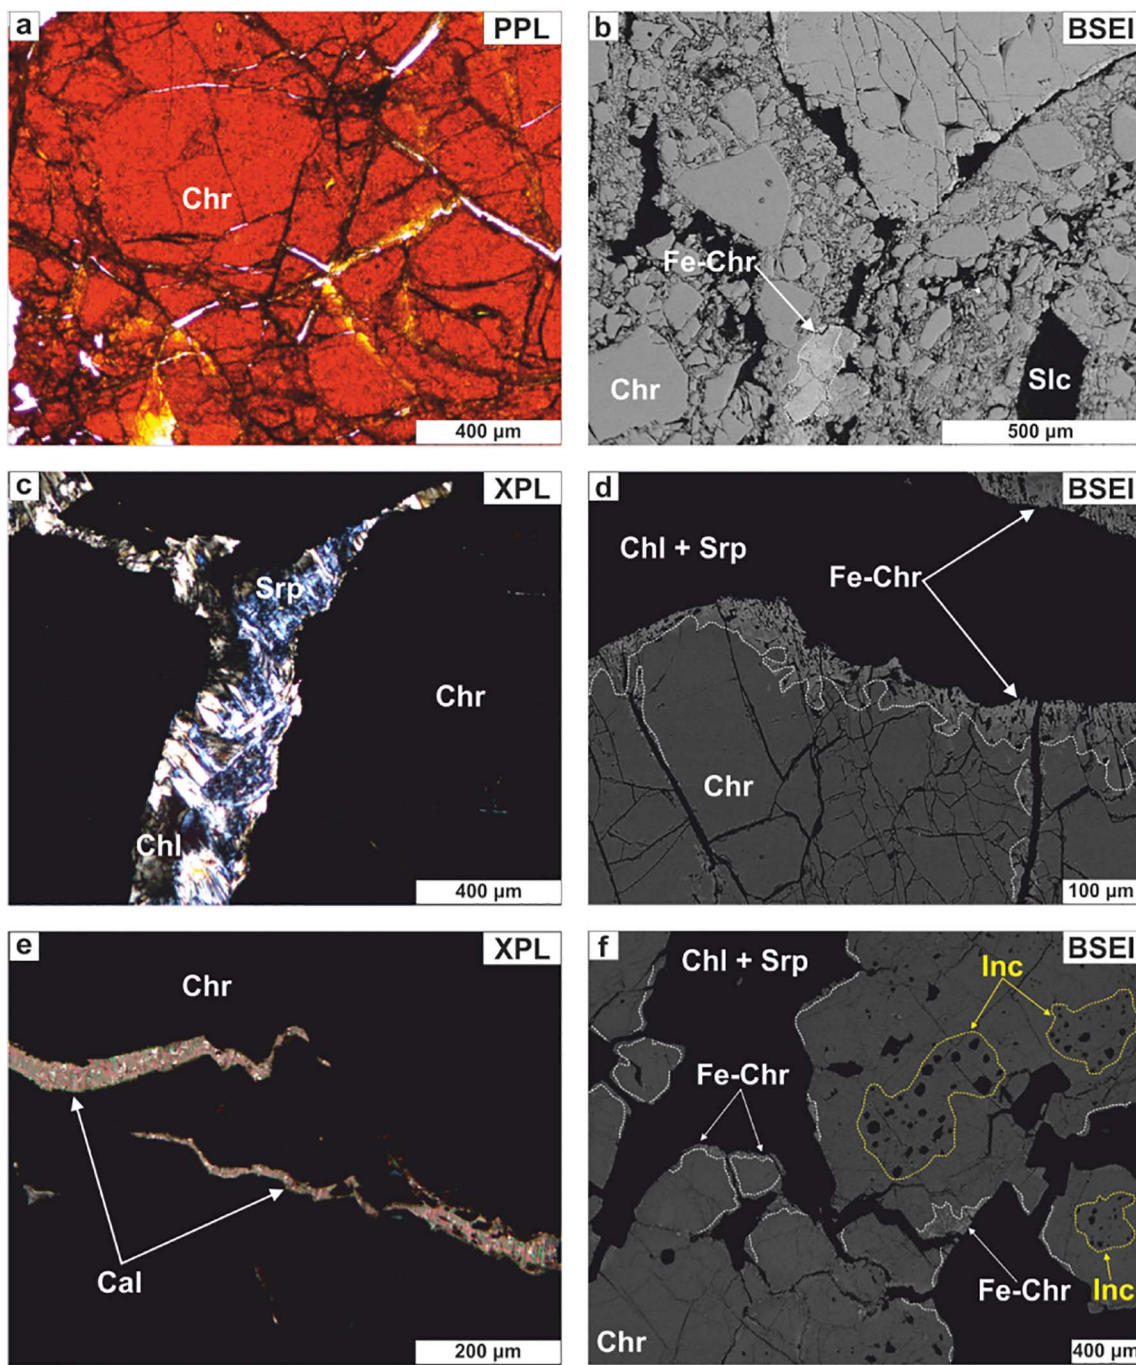 a
PPL
Chr
400 µm
b
BSEI
Fe-Chr
Chr
Slc
500 µm
c
XPL
Srp
Chr
Chl
400 µm
d
BSEI
Chl + Srp
Fe-Chr
Chr
100 µm
e
XPL
Chr
Cal
200 µm
f
BSEI
Chl + Srp
Inc
Fe-Chr
Fe-Chr
Inc
Chr
400 µm